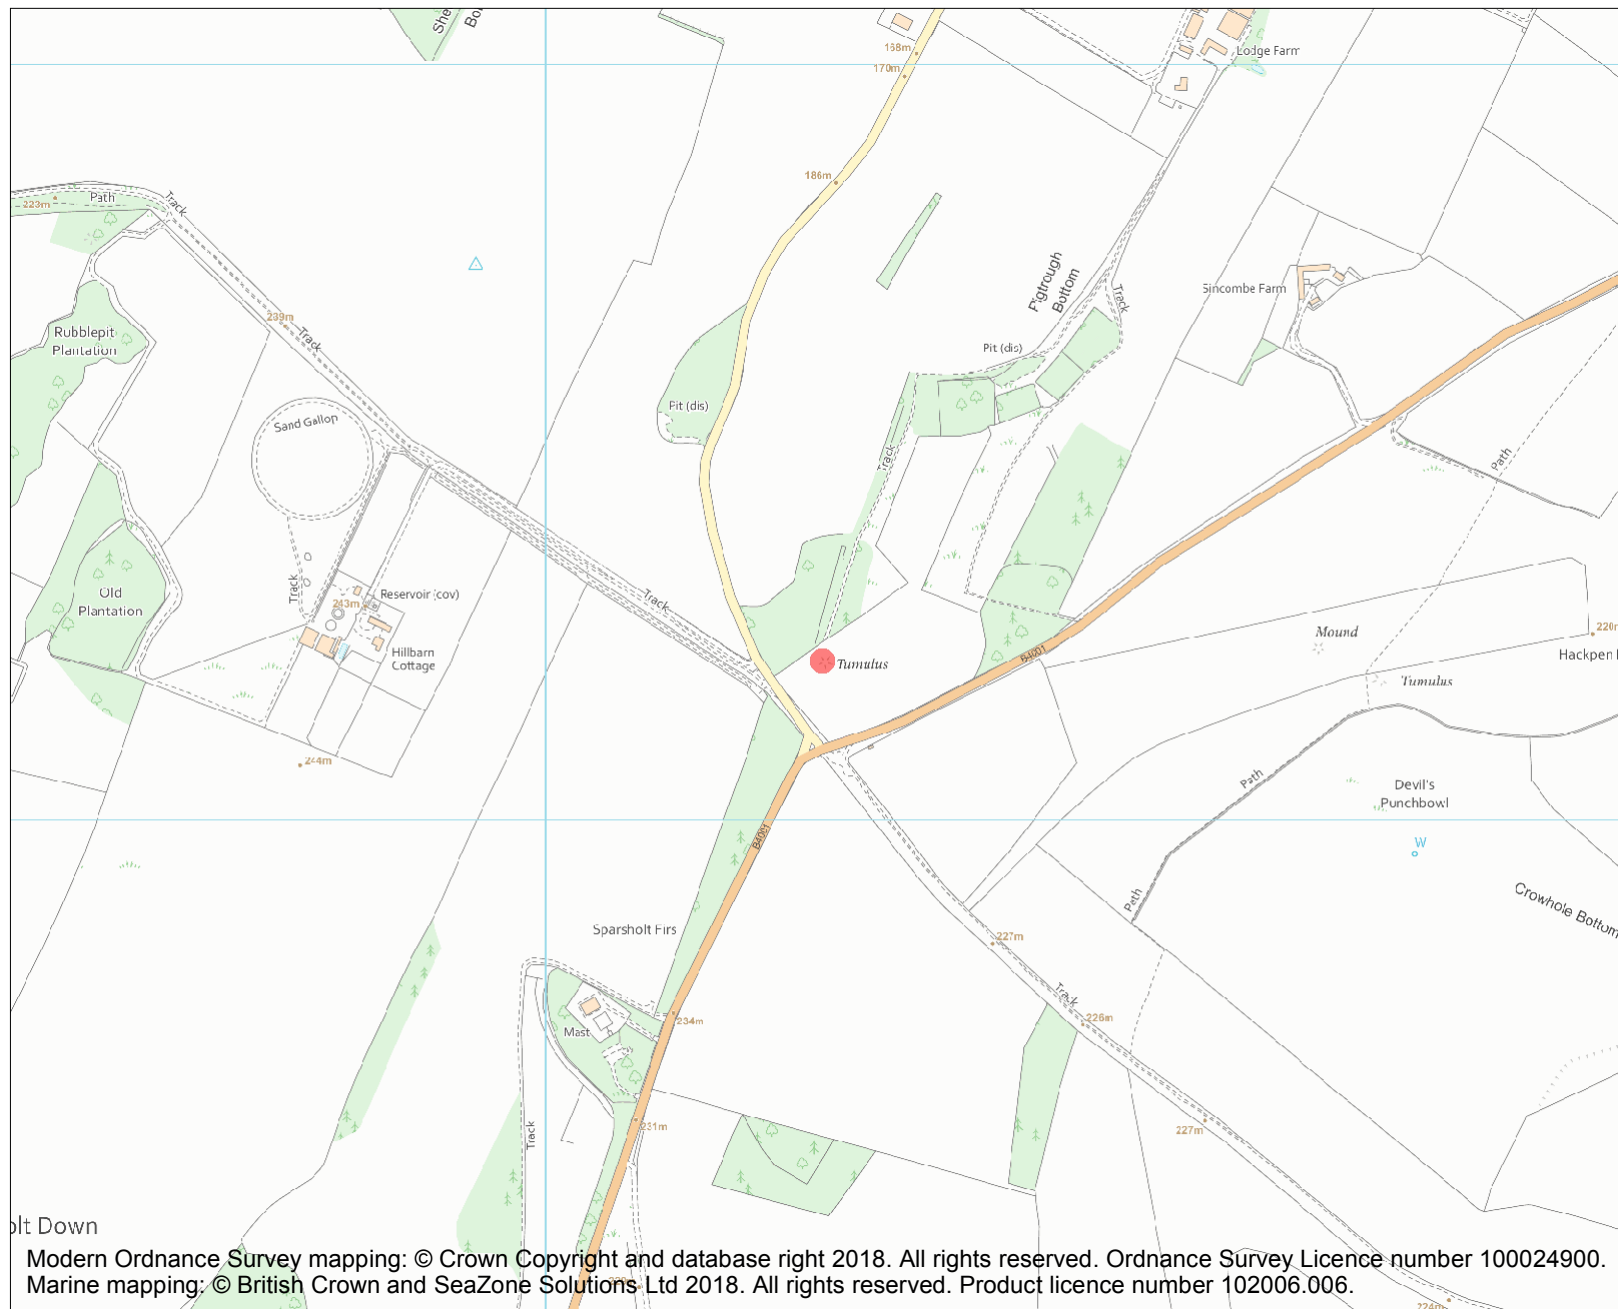 168m
170m
Lodge Farm
186m
Path
Track
223m
Figtrough
Bottom
Track
Sincombe Farm
239m
Track
Rubblepit
Plantation
Pit (dis)
Pit (dis)
Sand Gallop
Track
Path
Track
Track
Old
Plantation
Reservoir (cov)
243m
Hillbarn
Cottage
B4001
Tumulus
Mound
220m
Tumulus
244m
Path
Devil's
Punchbowl
W
B4001
Path
Crowhole Bottom
Sparsholt Firs
227m
Track
226m
234m
Mast
Track
231m
227m
olt Down
224m
Modern Ordnance Survey mapping: © Crown Copyright and database right 2018. All rights reserved. Ordnance Survey Licence number 100024900.
Marine mapping: © British Crown and SeaZone Solutions Ltd 2018. All rights reserved. Product licence number 102006.006.